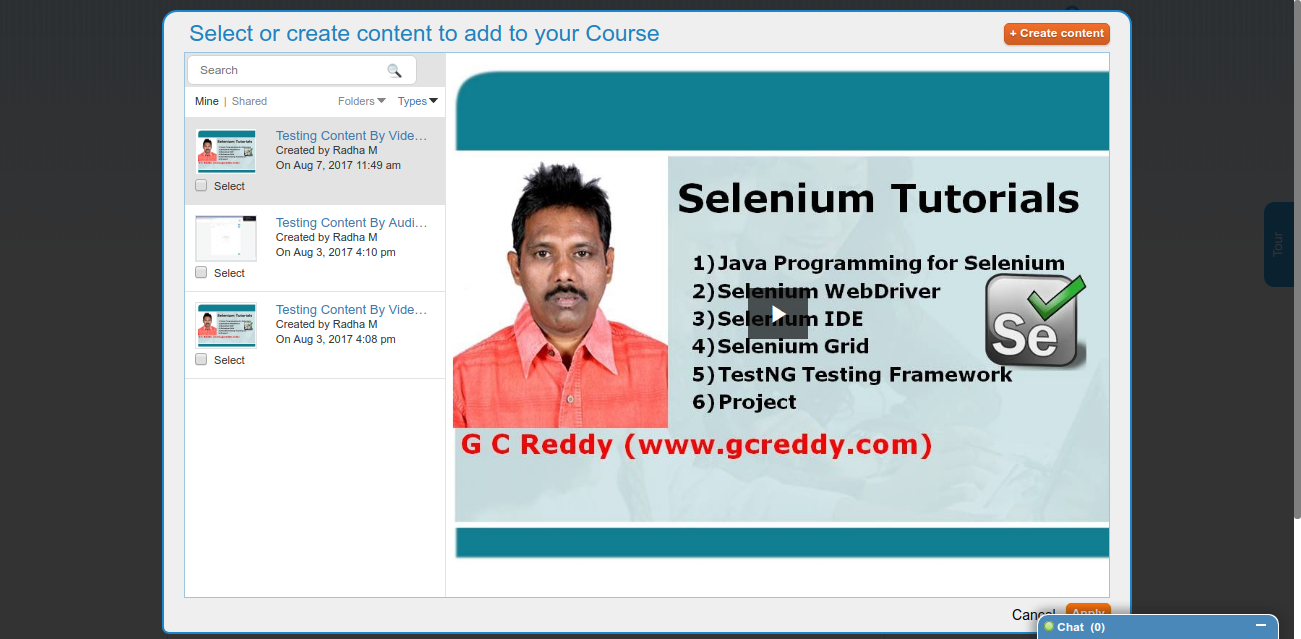 Select or create content to add to your Course
+ Create content
Search
Mine | Shared
Folders
Types
Testing Content By Vide…
Created by Radha M
On Aug 7, 2017 11:49 am
Select
Testing Content By Audi…
Created by Radha M
On Aug 3, 2017 4:10 pm
Select
Testing Content By Vide…
Created by Radha M
On Aug 3, 2017 4:08 pm
Select
Selenium Tutorials
1)Java Programming for Selenium
2)Selenium WebDriver
3)Selenium IDE
4)Selenium Grid
5)TestNG Testing Framework
6)Project
Se
G C Reddy (www.gcreddy.com)
Tour
Cancel
Apply
Chat (0)